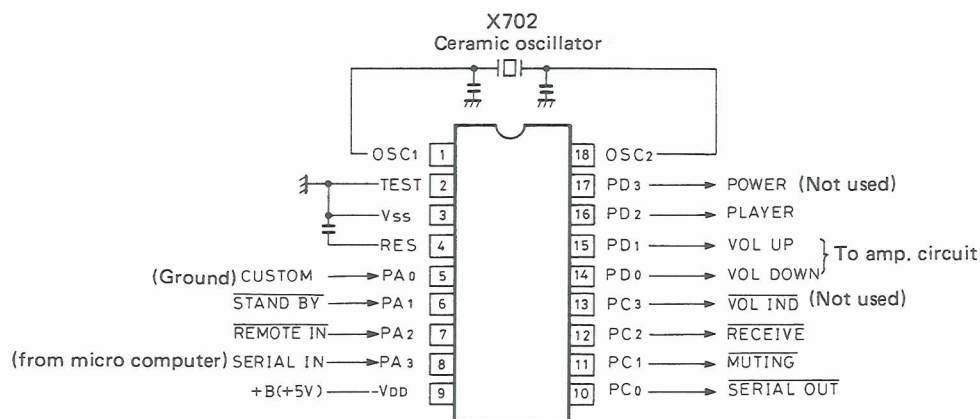 X702
Ceramic oscillator
OSC1 1 18 OSC2
TEST 2 17 PD3 POWER (Not used)
Vss 3 16 PD2 PLAYER
RES 4 15 PD1 VOL UP
To amp. circuit
(Ground) CUSTOM PA0 5 14 PD0 VOL DOWN
STAND BY PA1 6 13 PC3 VOL IND (Not used)
REMOTE IN PA2 7 12 PC2 RECEIVE
(from micro computer) SERIAL IN PA3 8 11 PC1 MUTING
+B(+5V) -VDD 9 10 PC0 SERIAL OUT